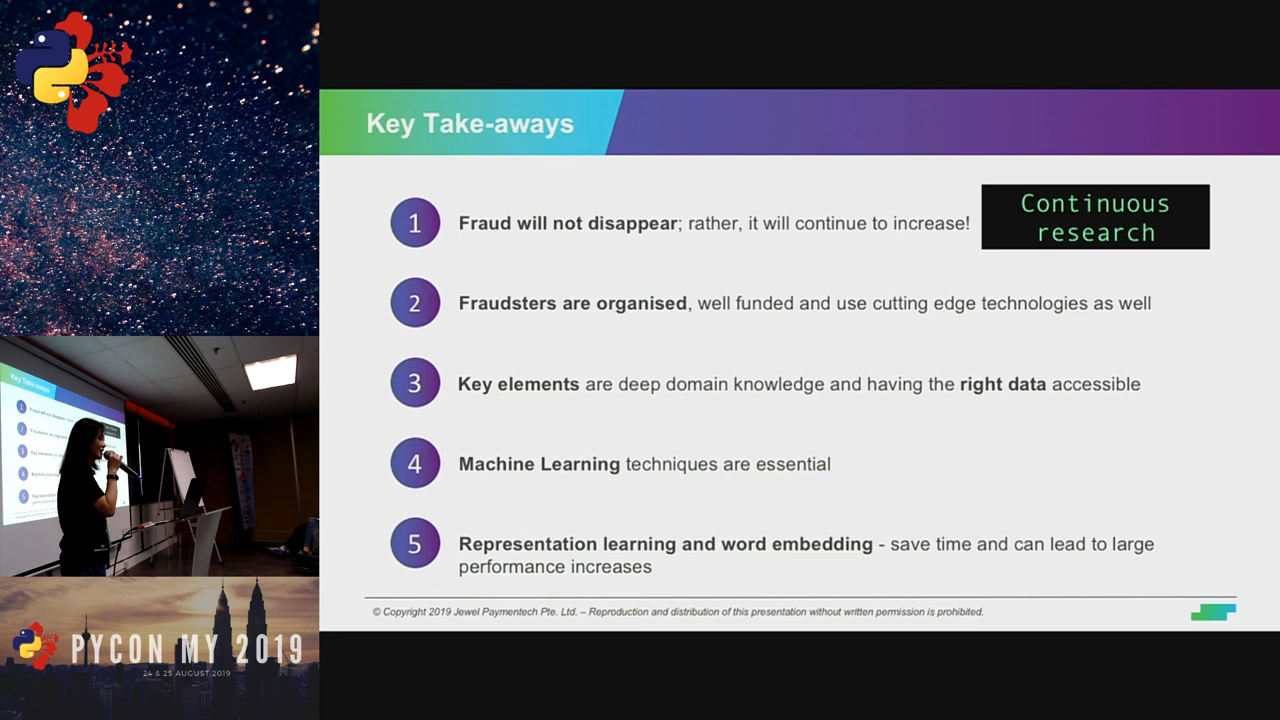 Key Take-aways
1 Fraud will not disappear; rather, it will continue to increase!
Continuous
research
2 Fraudsters are organised, well funded and use cutting edge technologies as well
3 Key elements are deep domain knowledge and having the right data accessible
4 Machine Learning techniques are essential
5 Representation learning and word embedding - save time and can lead to large
performance increases
© Copyright 2019 Jewel Paymentech Pte. Ltd. – Reproduction and distribution of this presentation without written permission is prohibited.
Key Take-aways
PYCON MY 2019
24 & 25 AUGUST 2019